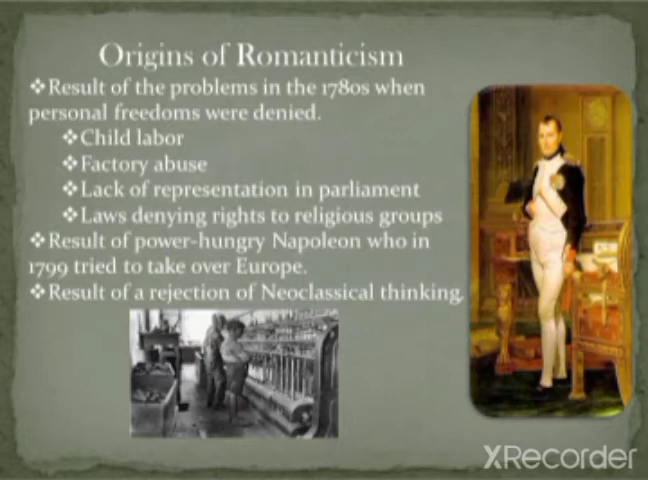 Origins of Romanticism
❖Result of the problems in the 1780s when
personal freedoms were denied.
❖Child labor
❖Factory abuse
❖Lack of representation in parliament
❖Laws denying rights to religious groups
❖Result of power-hungry Napoleon who in
1799 tried to take over Europe.
❖Result of a rejection of Neoclassical thinking.
XRecorder